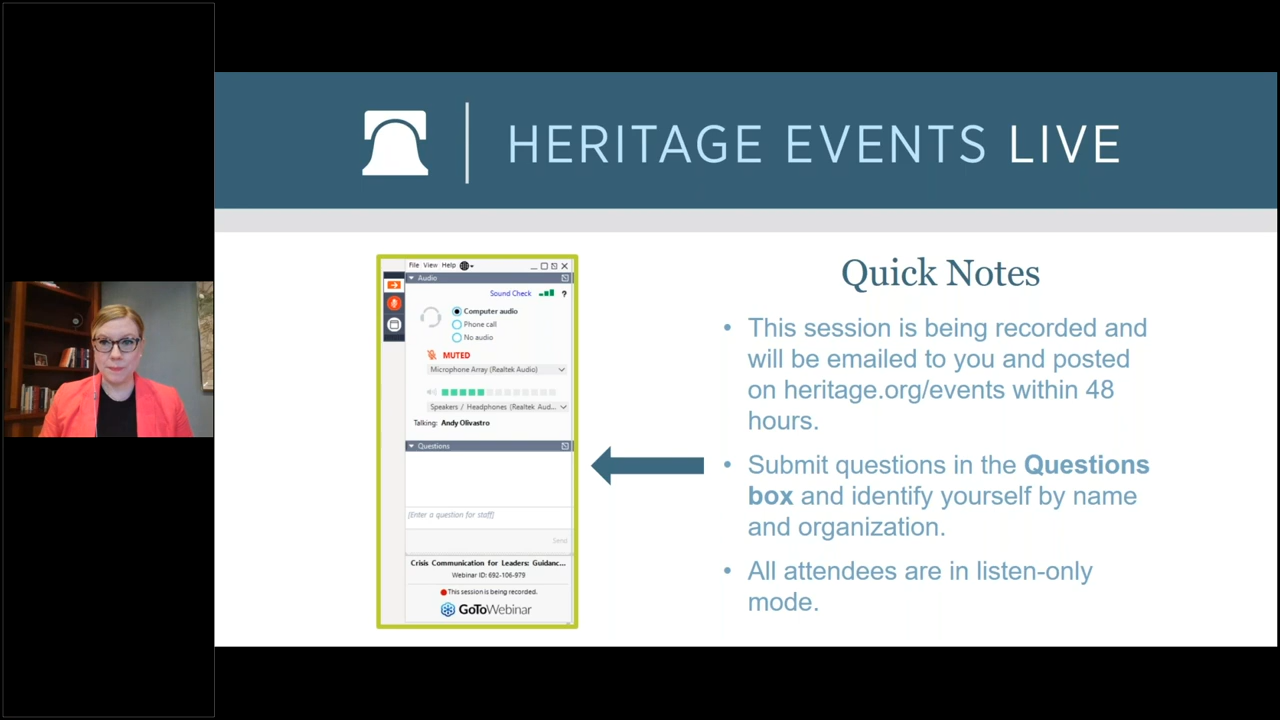 HERITAGE EVENTS LIVE
File View Help
Audio
Sound Check
?
Computer audio
Phone call
No audio
MUTED
Microphone Array (Realtek Audio)
Speakers / Headphones (Realtek Aud...
Talking: Andy Olivastro
Questions
[Enter a question for staff]
Send
Crisis Communication for Leaders: Guidanc...
Webinar ID: 692-106-979
This session is being recorded.
GoToWebinar
Quick Notes
• This session is being recorded and
will be emailed to you and posted
on heritage.org/events within 48
hours.
• Submit questions in the Questions
box and identify yourself by name
and organization.
• All attendees are in listen-only
mode.